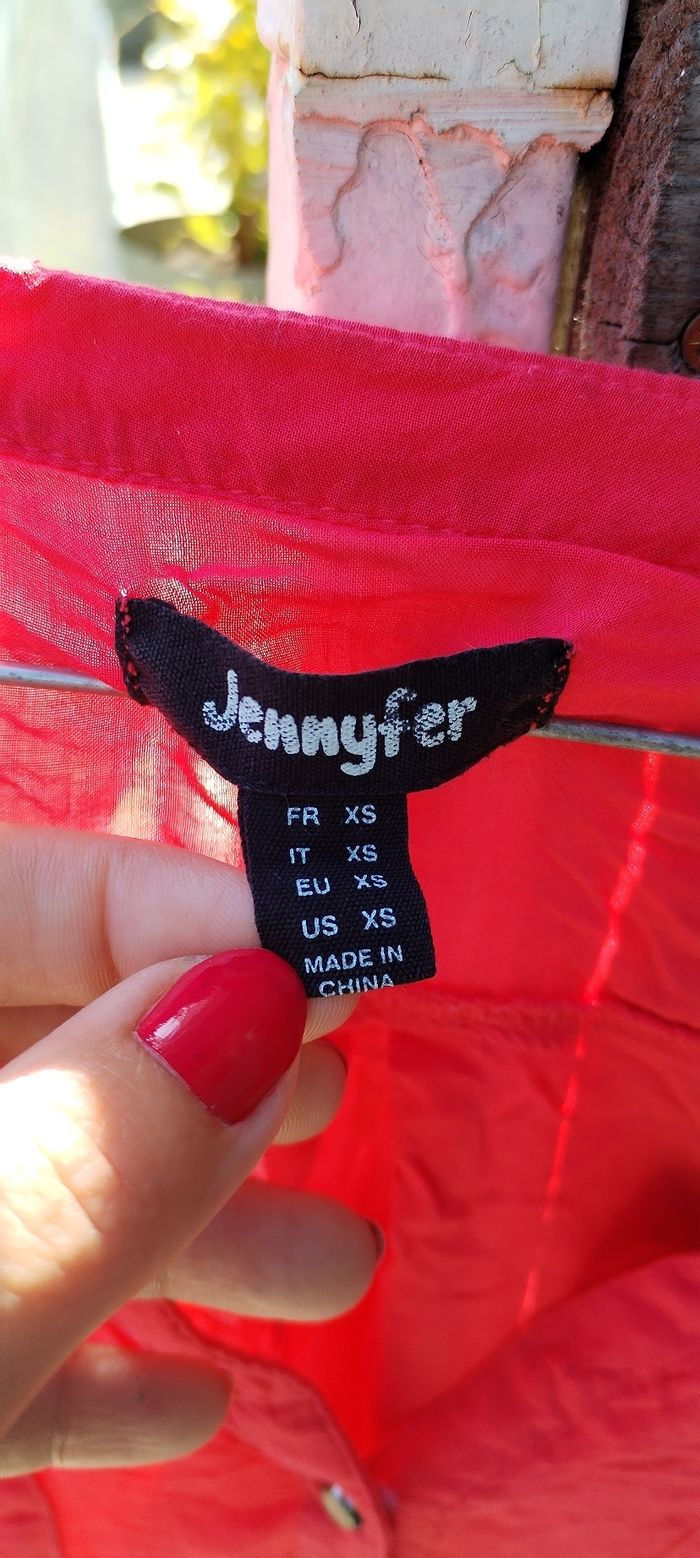 Jennyfer
FR XS
IT XS
EU XS
US XS
MADE IN
CHINA